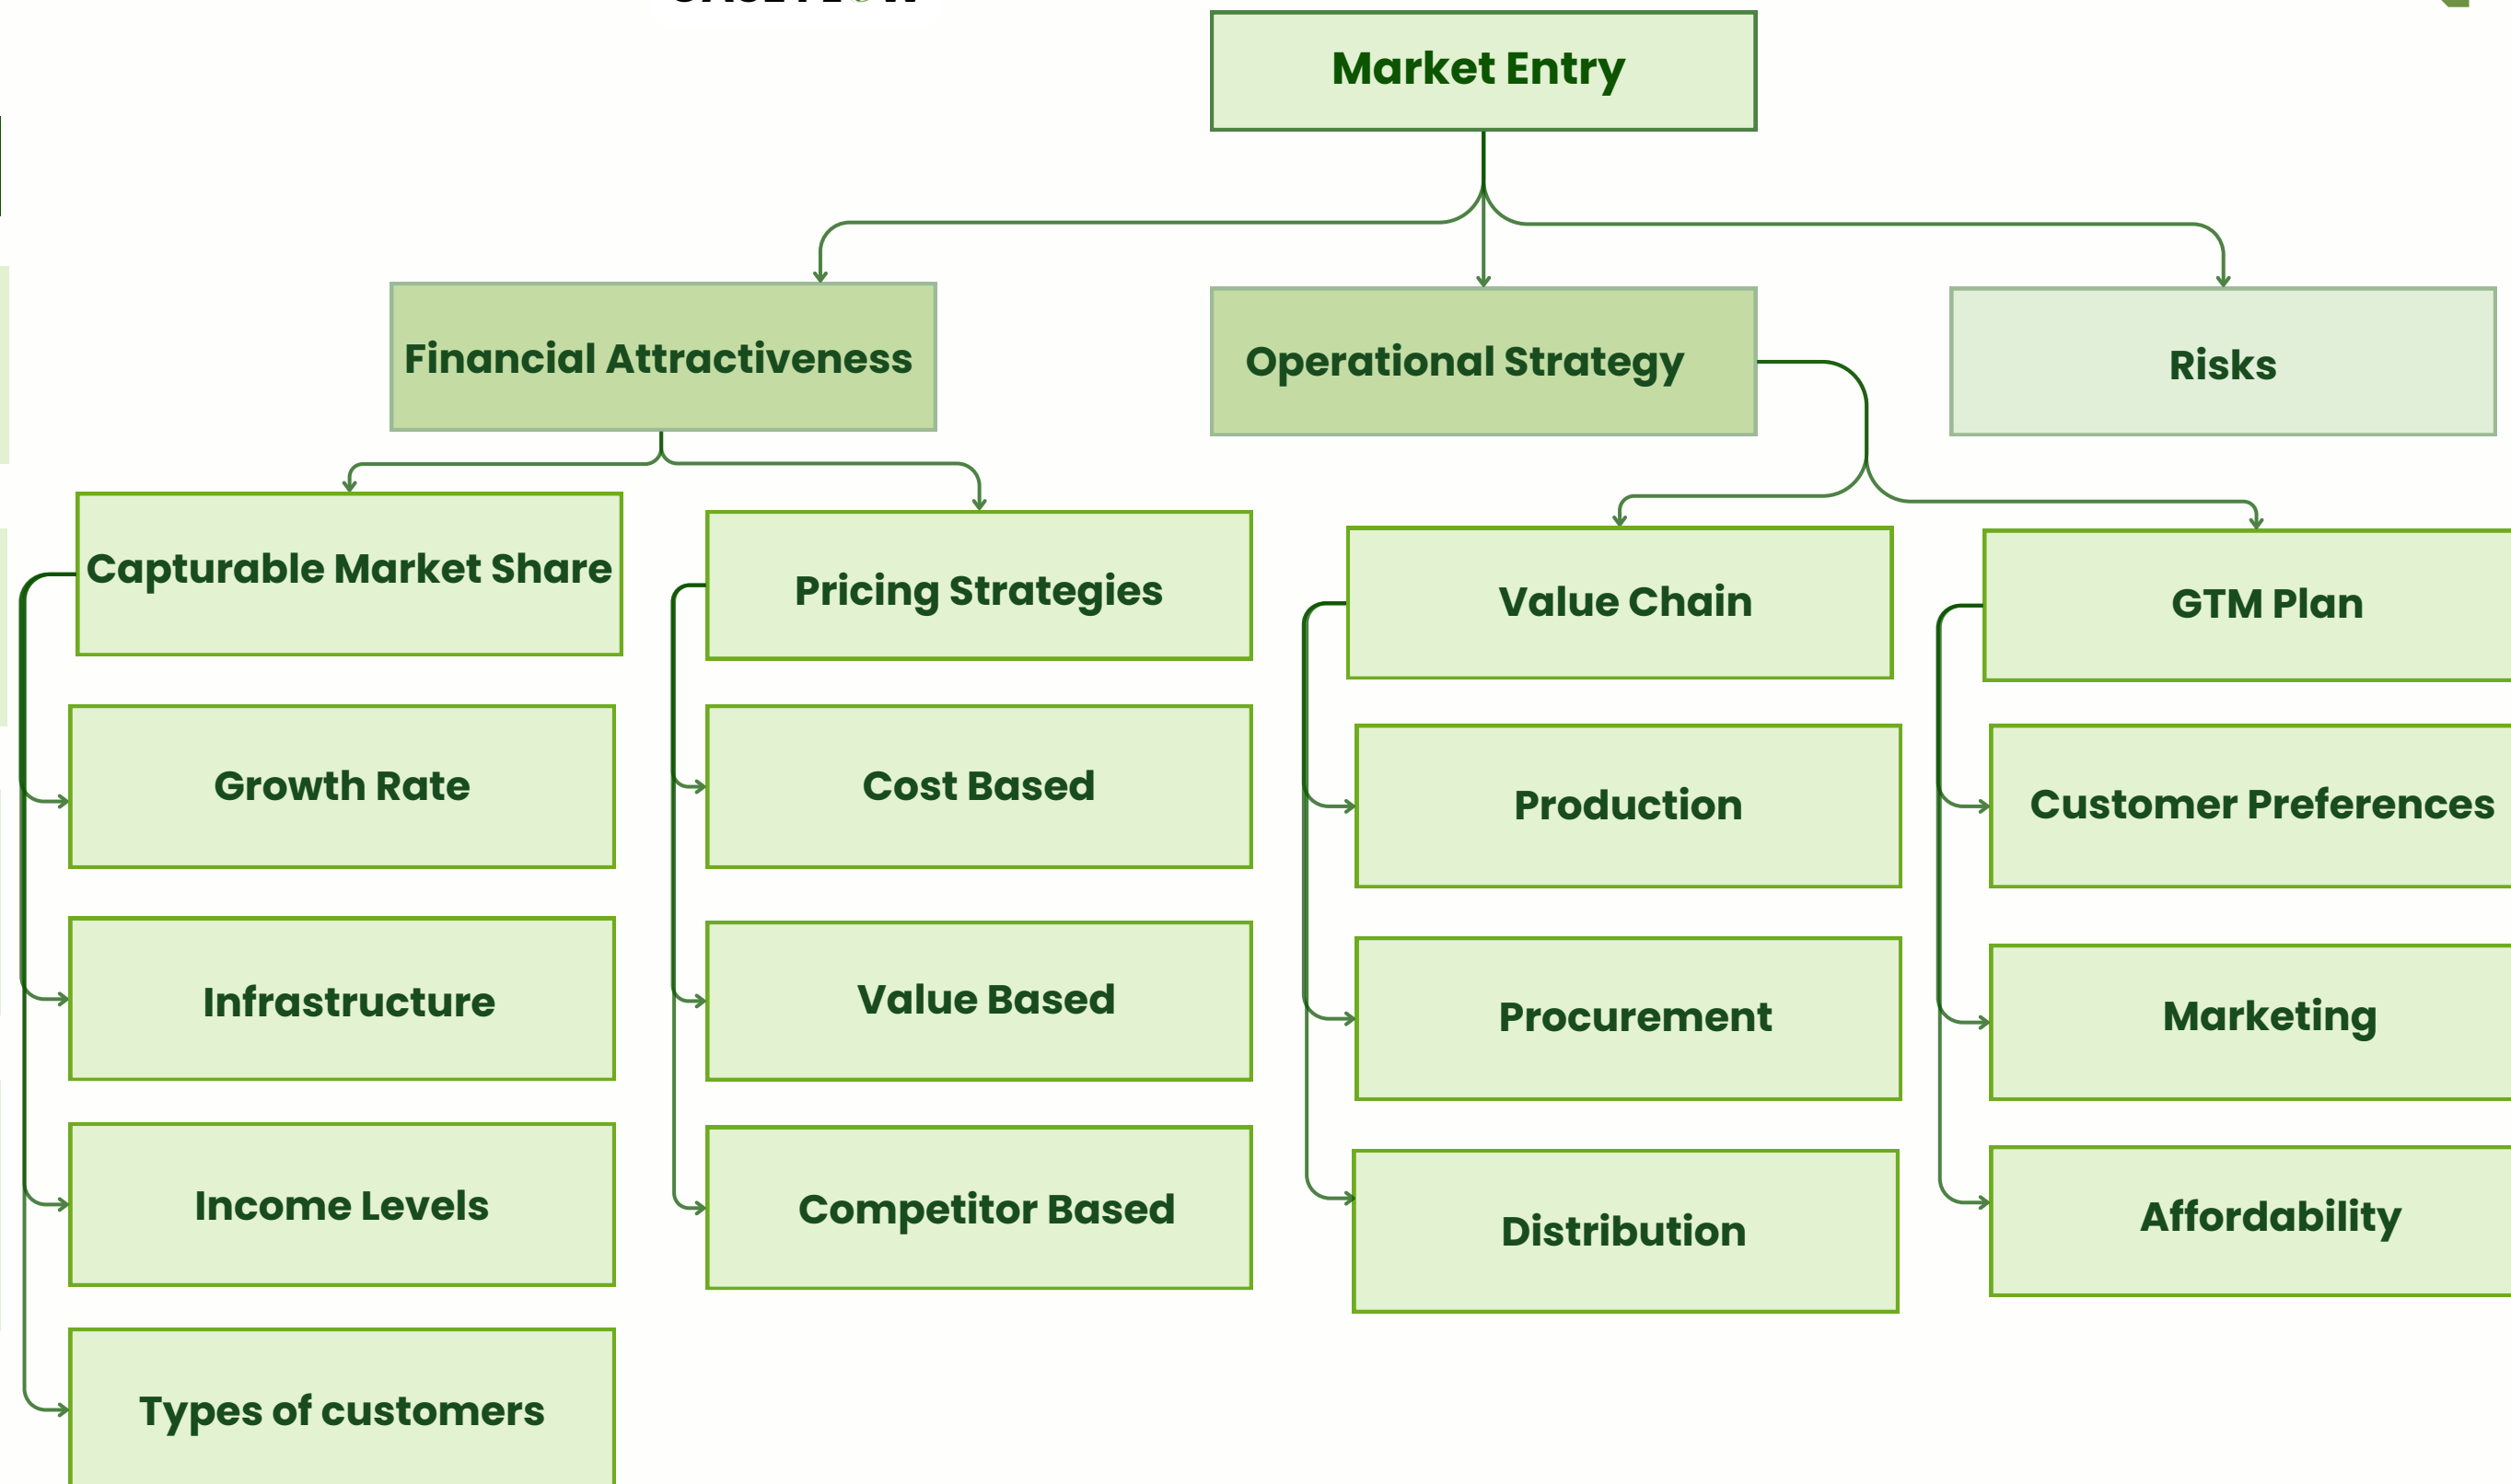 Market Entry
Financial Attractiveness
Operational Strategy
Risks
Capturable Market Share
Pricing Strategies
Value Chain
GTM Plan
Growth Rate
Cost Based
Production
Customer Preferences
Infrastructure
Value Based
Procurement
Marketing
Income Levels
Competitor Based
Distribution
Affordability
Types of customers